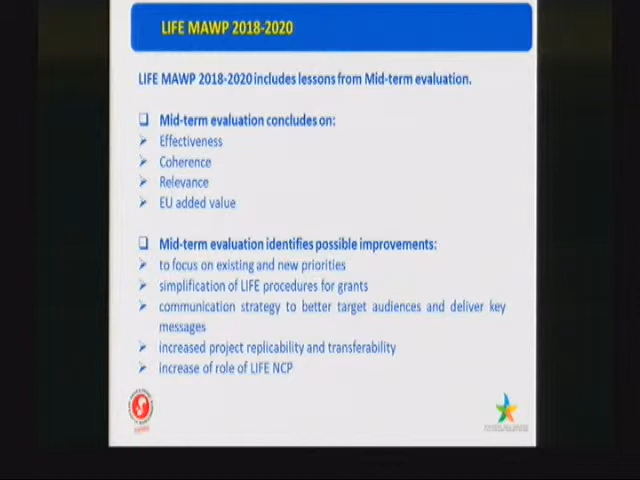 LIFE MAWP 2018-2020
LIFE MAWP 2018-2020 includes lessons from Mid-term evaluation.
❑ Mid-term evaluation concludes on:
➢ Effectiveness
➢ Coherence
➢ Relevance
➢ EU added value
❑ Mid-term evaluation identifies possible improvements:
➢ to focus on existing and new priorities
➢ simplification of LIFE procedures for grants
➢ communication strategy to better target audiences and deliver key
messages
➢ increased project replicability and transferability
➢ increase of role of LIFE NCP